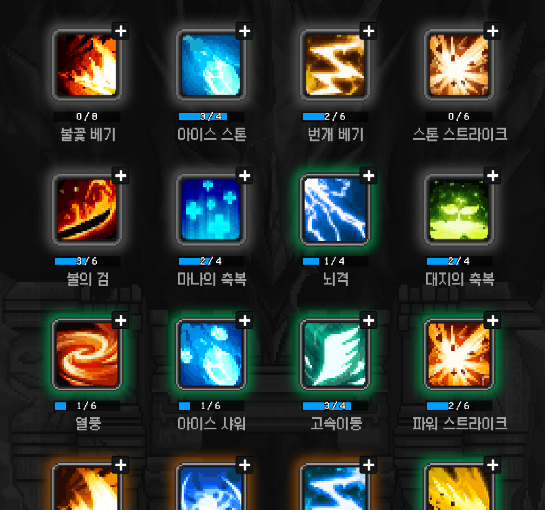 0/8 3/4 2/6 0/6
불꽃 베기 아이스 스톤 번개 베기 스톤 스트라이크
3/6 2/4 1/4 2/4
불의 검 마나의 축복 뇌격 대지의 축복
1/6 1/6 3/4 2/6
열풍 아이스 샤워 고속이동 파워 스트라이크